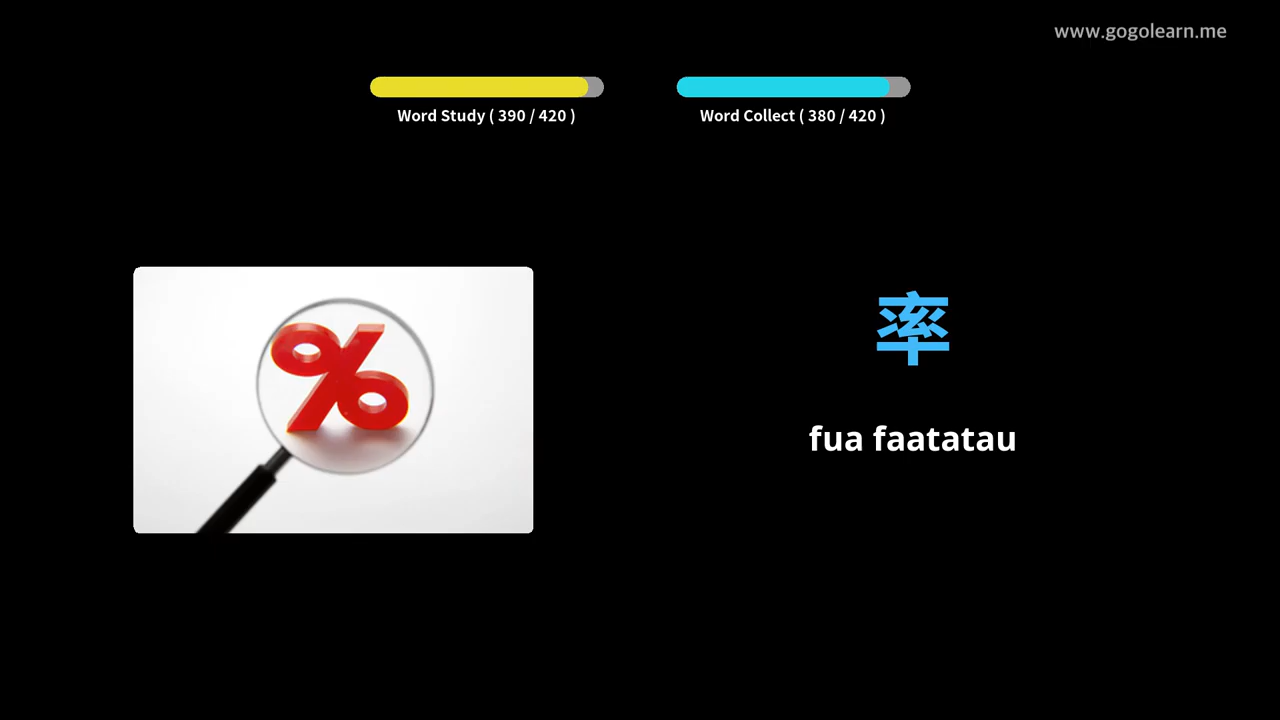 www.gogolearn.me
Word Study ( 390 / 420 )
Word Collect ( 380 / 420 )
%
率
fua faatatau